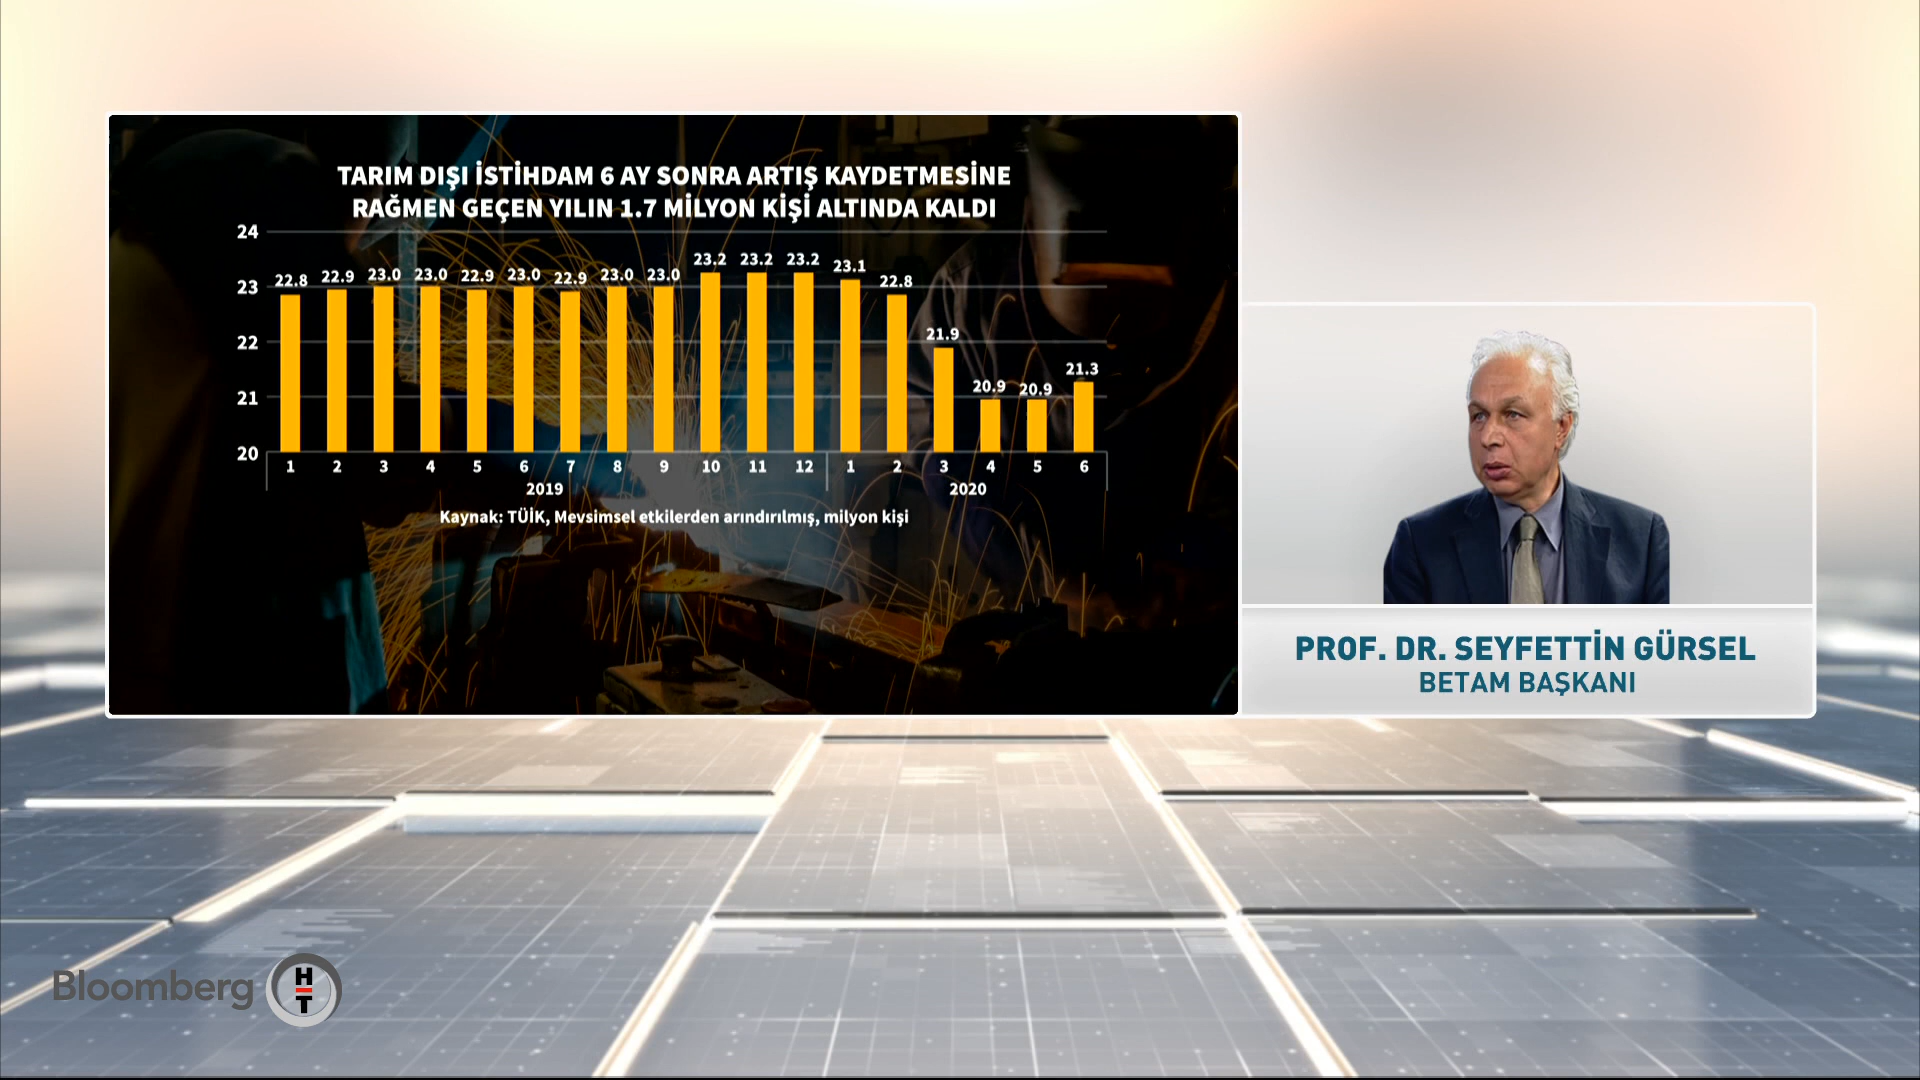 TARIM DIŞI İSTİHDAM 6 AY SONRA ARTIŞ KAYDETMESİNE
RAĞMEN GEÇEN YILIN 1.7 MİLYON KİŞİ ALTINDA KALDI
24
23
22
21
20
22.8 22.9 23.0 23.0 22.9 23.0 22.9 23.0 23.0 23.2 23.2 23.2 23.1 22.8 21.9 20.9 20.9 21.3
1 2 3 4 5 6 7 8 9 10 11 12 1 2 3 4 5 6
2019 2020
Kaynak: TÜİK, Mevsimsel etkilerden arındırılmış, milyon kişi
PROF. DR. SEYFETTİN GÜRSEL
BETAM BAŞKANI
Bloomberg HT